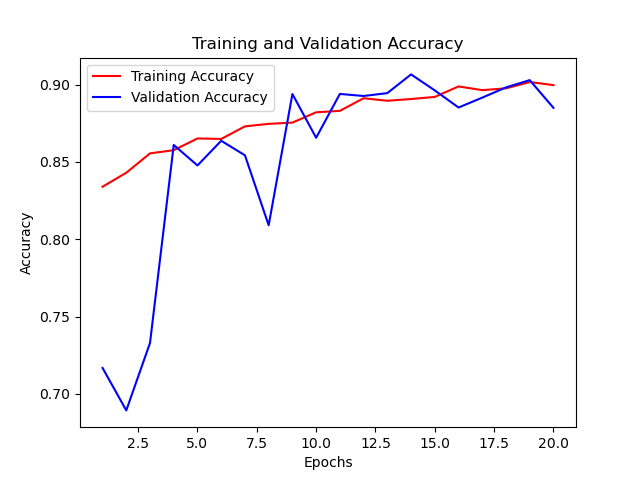 Training and Validation Accuracy
Training Accuracy
Validation Accuracy
0.90
0.85
0.80
0.75
0.70
Accuracy
2.5 5.0 7.5 10.0 12.5 15.0 17.5 20.0
Epochs